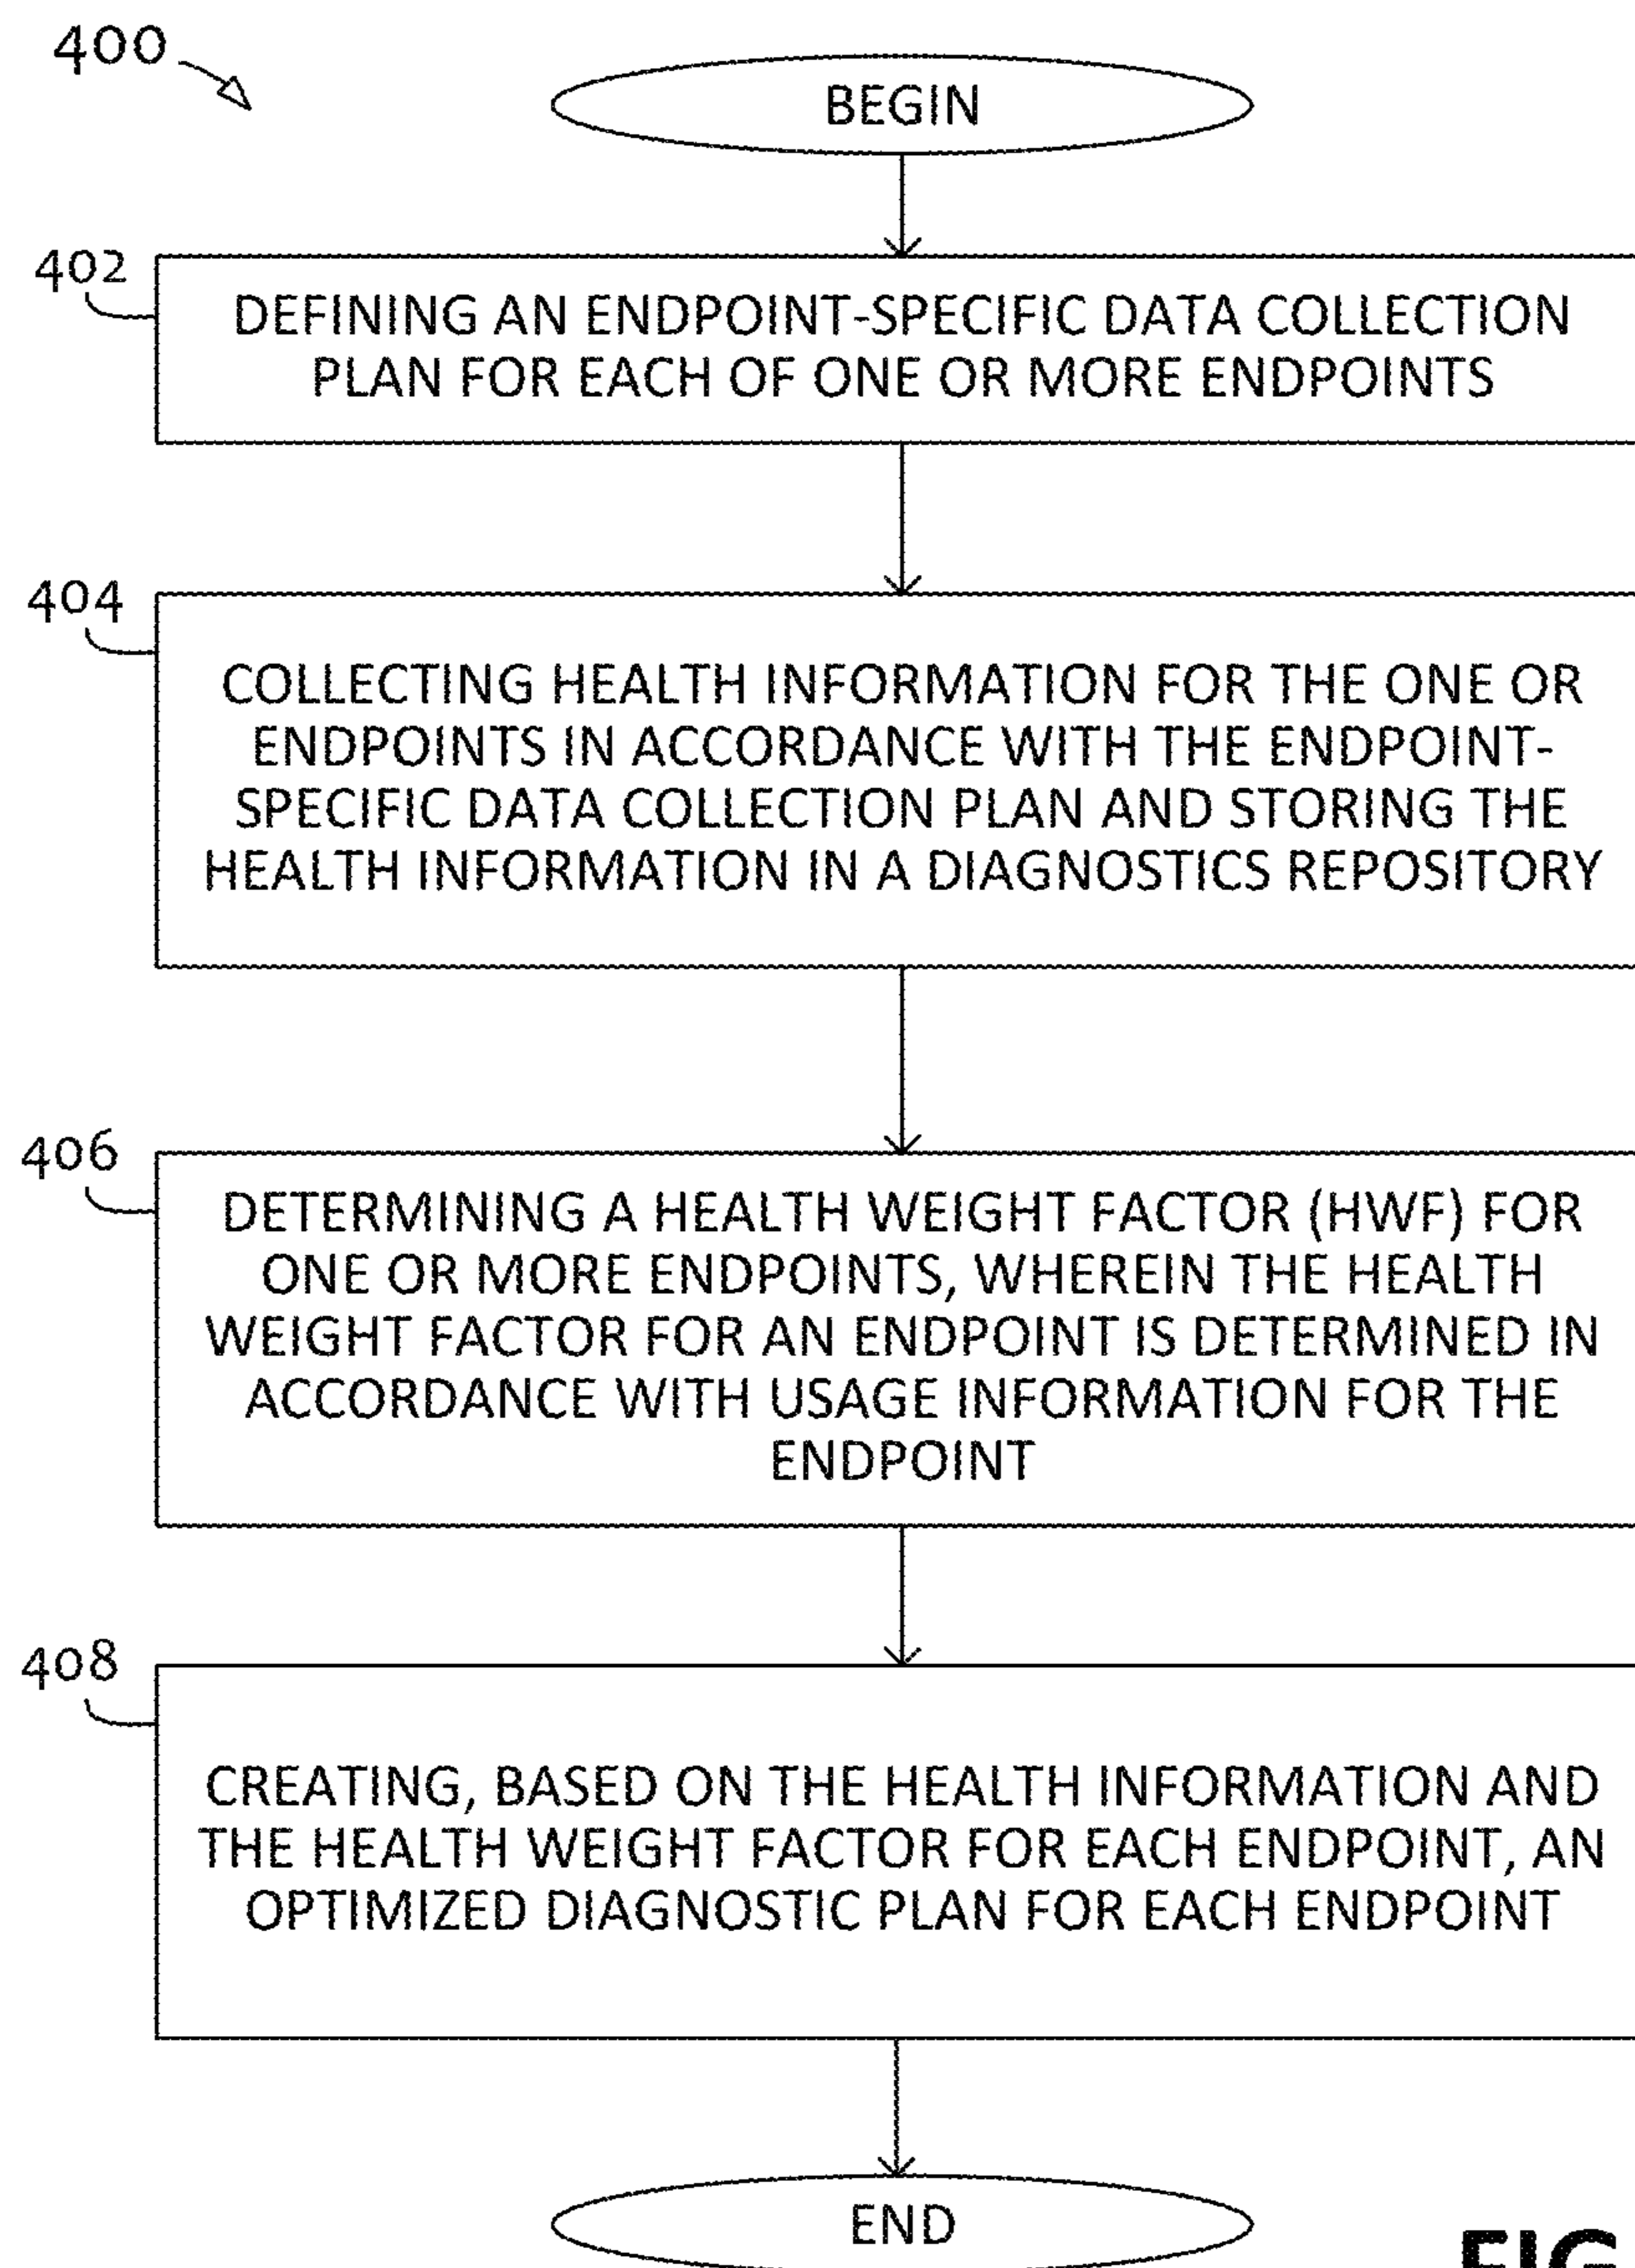 400
BEGIN
402
DEFINING AN ENDPOINT-SPECIFIC DATA COLLECTION
PLAN FOR EACH OF ONE OR MORE ENDPOINTS
404
COLLECTING HEALTH INFORMATION FOR THE ONE OR
ENDPOINTS IN ACCORDANCE WITH THE ENDPOINT-
SPECIFIC DATA COLLECTION PLAN AND STORING THE
HEALTH INFORMATION IN A DIAGNOSTICS REPOSITORY
406
DETERMINING A HEALTH WEIGHT FACTOR (HWF) FOR
ONE OR MORE ENDPOINTS, WHEREIN THE HEALTH
WEIGHT FACTOR FOR AN ENDPOINT IS DETERMINED IN
ACCORDANCE WITH USAGE INFORMATION FOR THE
ENDPOINT
408
CREATING, BASED ON THE HEALTH INFORMATION AND
THE HEALTH WEIGHT FACTOR FOR EACH ENDPOINT, AN
OPTIMIZED DIAGNOSTIC PLAN FOR EACH ENDPOINT
END
FIG